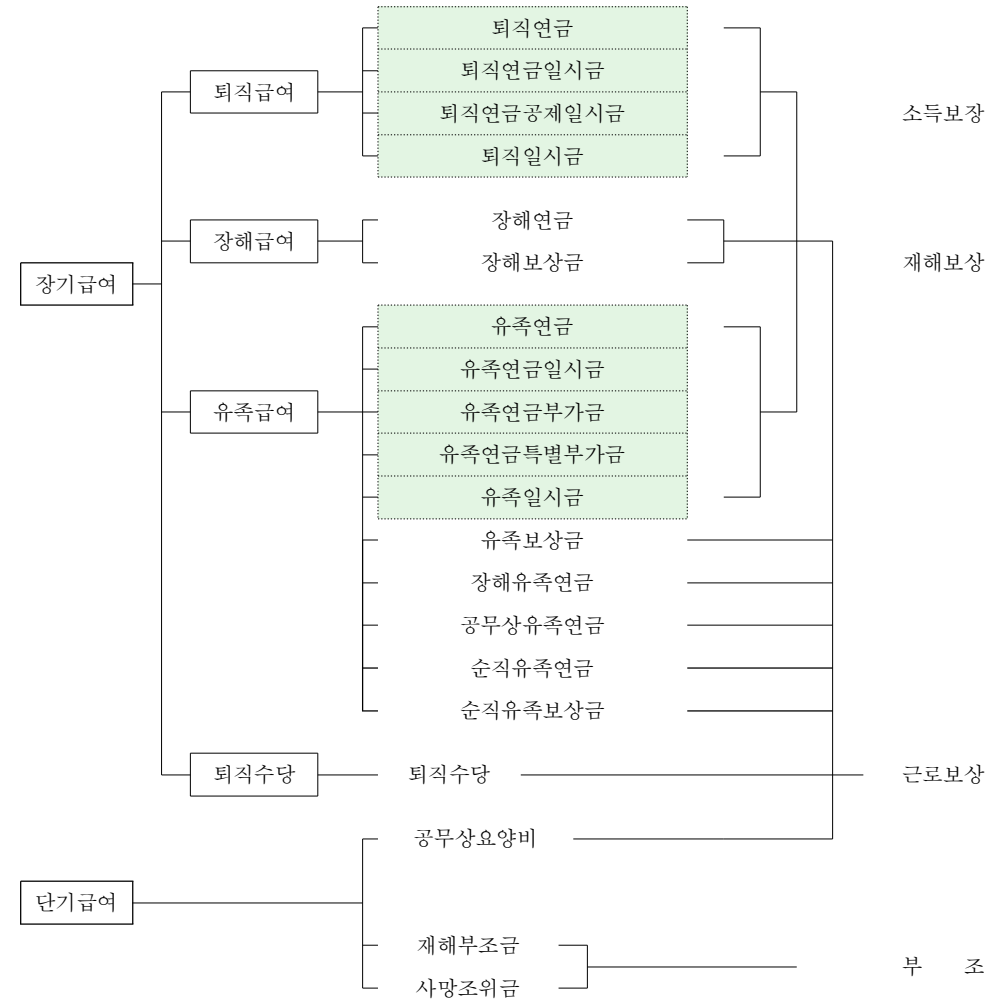 퇴직연금
퇴직연금일시금
퇴직급여
퇴직연금공제일시금
소득보장
퇴직일시금
장해연금
장해급여
장해보상금
재해보상
장기급여
유족연금
유족연금일시금
유족급여
유족연금부가금
유족연금특별부가금
유족일시금
유족보상금
장해유족연금
공무상유족연금
순직유족연금
순직유족보상금
퇴직수당
퇴직수당
근로보상
공무상요양비
단기급여
재해부조금
부 조
사망조위금